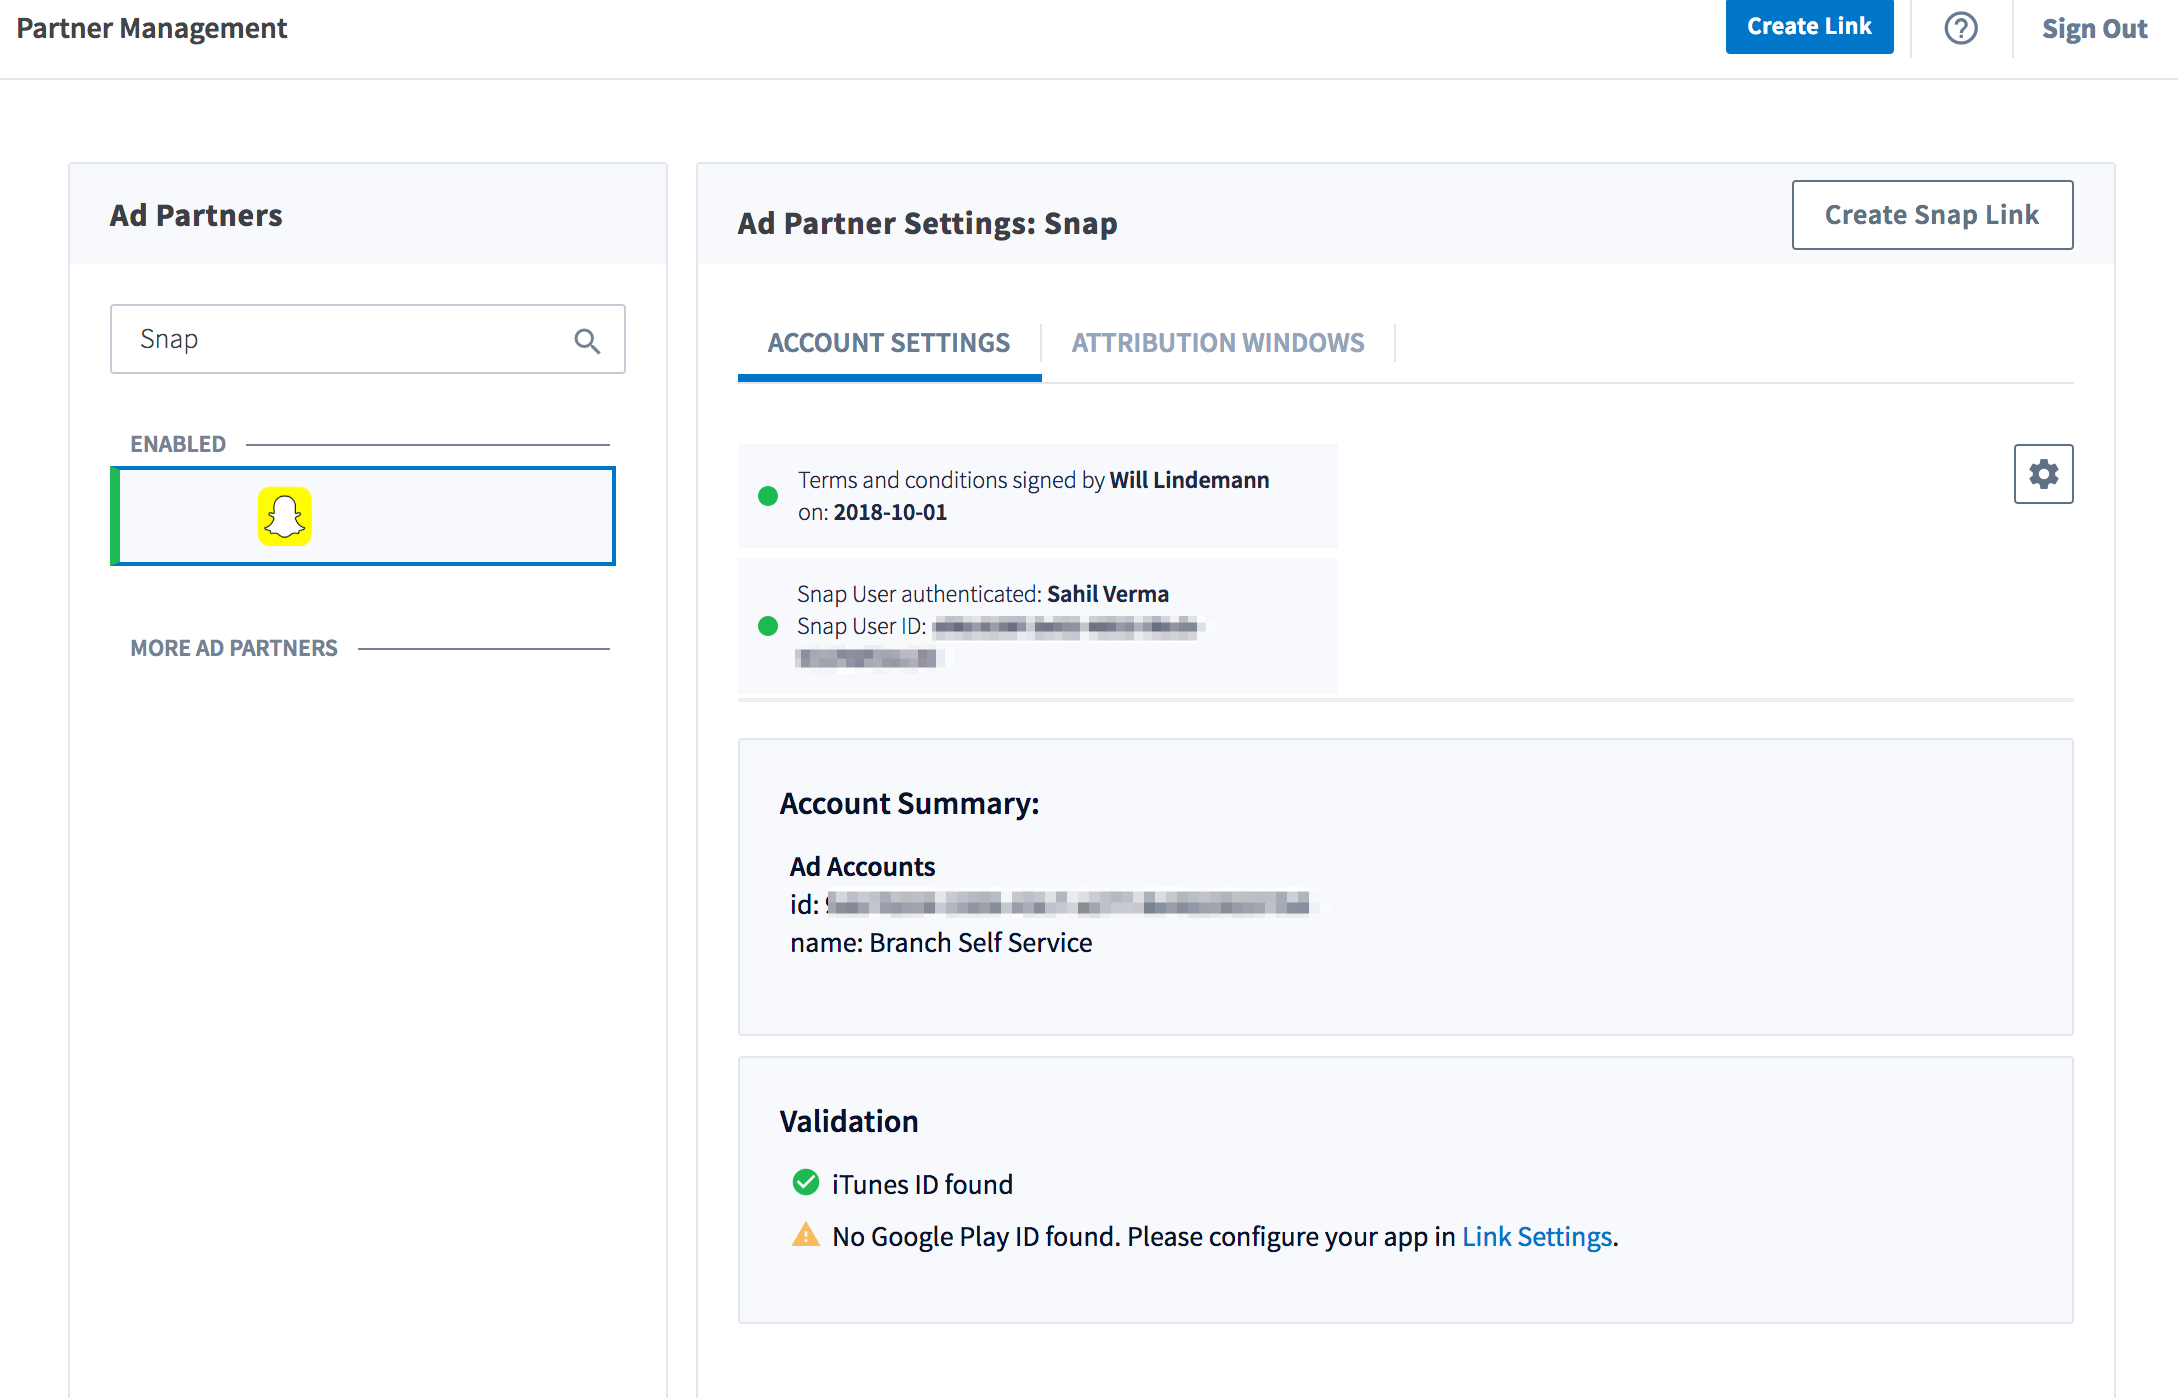 Partner Management
Create Link
Sign Out
Ad Partners
Snap
ENABLED
MORE AD PARTNERS
Ad Partner Settings: Snap
Create Snap Link
ACCOUNT SETTINGS
ATTRIBUTION WINDOWS
Terms and conditions signed by Will Lindemann
on: 2018-10-01
Snap User authenticated: Sahil Verma
Snap User ID:
Account Summary:
Ad Accounts
id:
name: Branch Self Service
Validation
iTunes ID found
No Google Play ID found. Please configure your app in Link Settings.